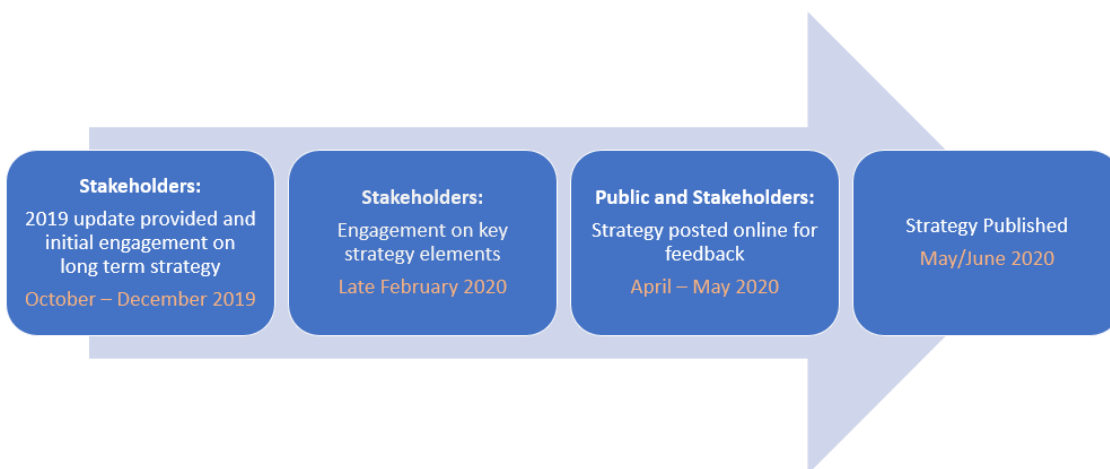 Stakeholders:
2019 update provided and
initial engagement on
long term strategy
October – December 2019
Stakeholders:
Engagement on key
strategy elements
Late February 2020
Public and Stakeholders:
Strategy posted online for
feedback
April – May 2020
Strategy Published
May/June 2020